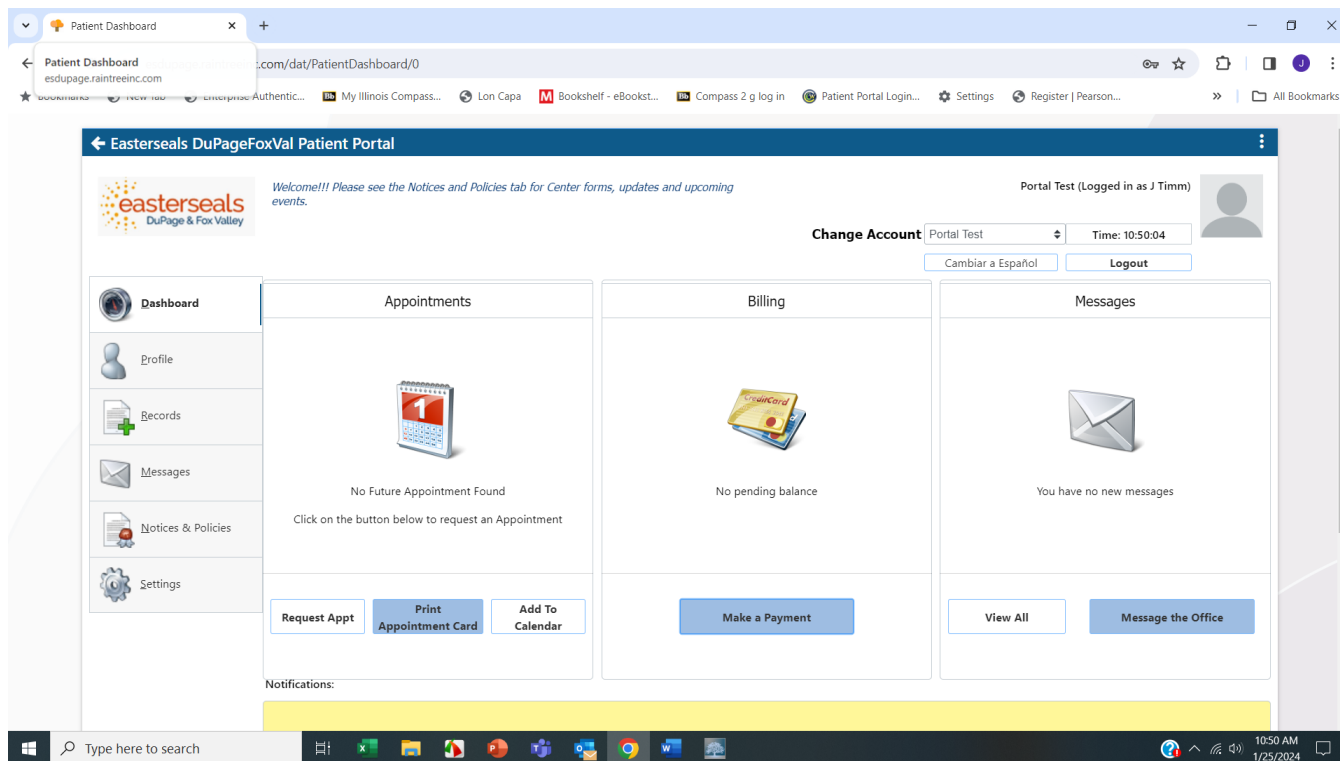 Patient Dashboard
Patient Dashboard
esdupage.raintreeinc.com
.com/dat/PatientDashboard/0
J
Bookmarks
New Tab
Enterprise Authentic...
Bb My Illinois Compass...
Lon Capa
M Bookshelf - eBookst...
Bb Compass 2 g log in
Patient Portal Login...
Settings
Register | Pearson...
»
All Bookmarks
Easterseals DuPageFoxVal Patient Portal
easterseals
DuPage & Fox Valley
Welcome!!! Please see the Notices and Policies tab for Center forms, updates and upcoming
events.
Portal Test (Logged in as J Timm)
Change Account
Portal Test
Time: 10:50:04
Cambiar a Español
Logout
Dashboard
Profile
Records
Messages
Notices & Policies
Settings
Appointments
1
No Future Appointment Found
Click on the button below to request an Appointment
Request Appt
Print
Appointment Card
Add To
Calendar
Billing
CreditCard
No pending balance
Make a Payment
Messages
You have no new messages
View All
Message the Office
Notifications:
Type here to search
10:50 AM
1/25/2024